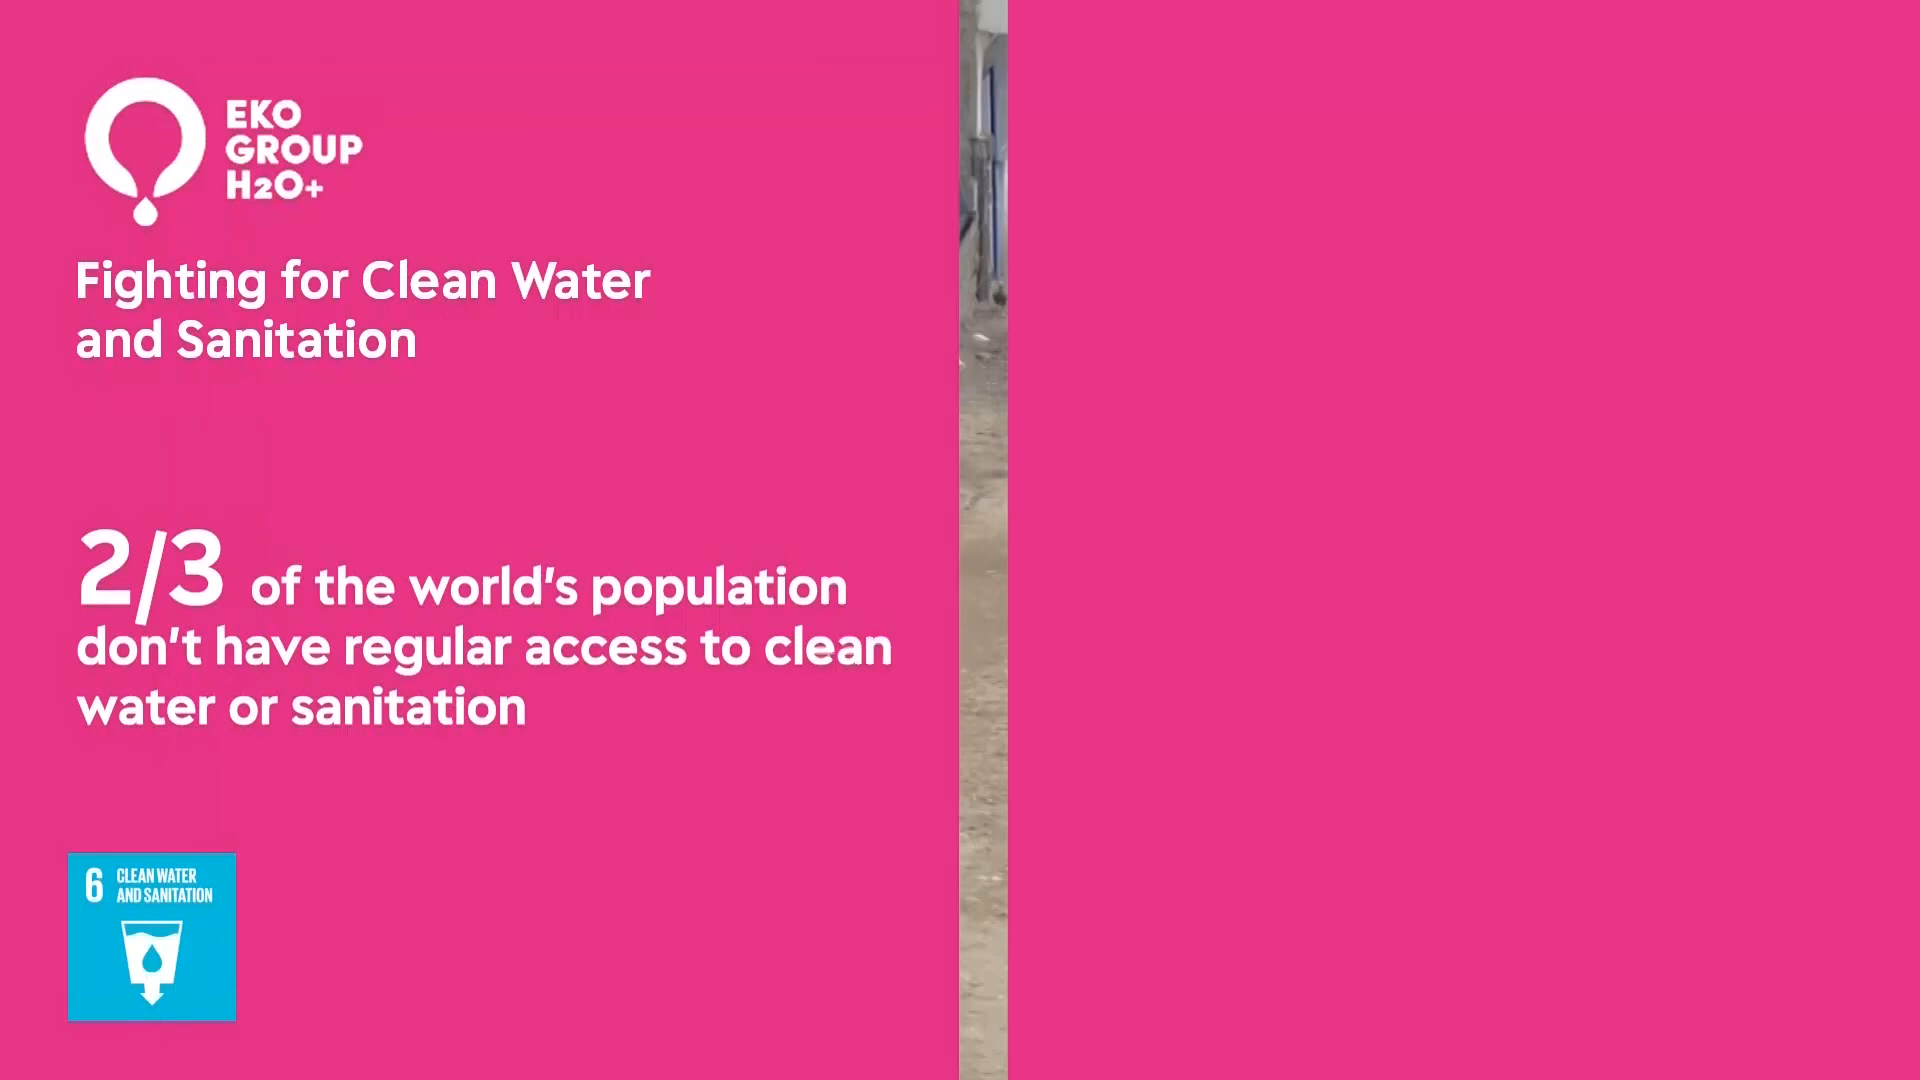 EKO
GROUP
H2O+
Fighting for Clean Water
and Sanitation
2/3 of the world's population
don't have regular access to clean
water or sanitation
6 CLEAN WATER
AND SANITATION